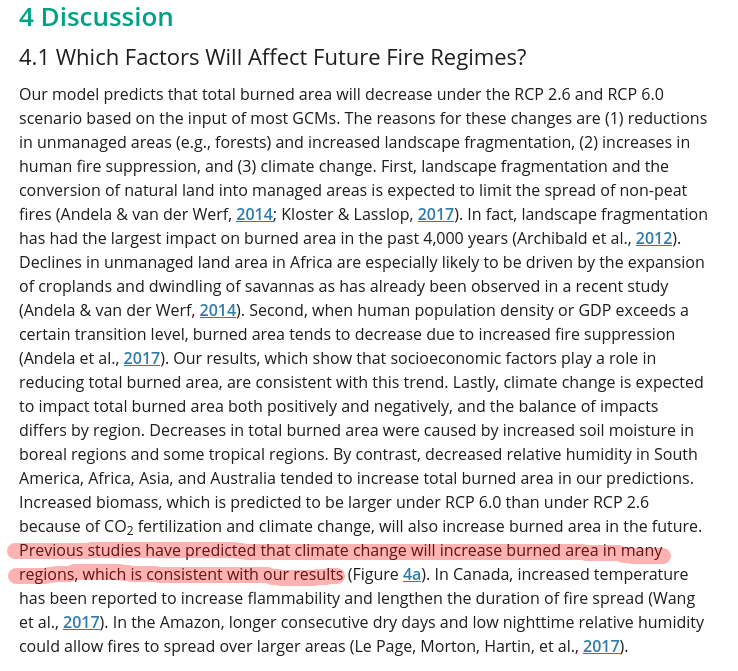 4 Discussion
4.1 Which Factors Will Affect Future Fire Regimes?
Our model predicts that total burned area will decrease under the RCP 2.6 and RCP 6.0
scenario based on the input of most GCMs. The reasons for these changes are (1) reductions
in unmanaged areas (e.g., forests) and increased landscape fragmentation, (2) increases in
human fire suppression, and (3) climate change. First, landscape fragmentation and the
conversion of natural land into managed areas is expected to limit the spread of non-peat
fires (Andela & van der Werf, 2014; Kloster & Lasslop, 2017). In fact, landscape fragmentation
has had the largest impact on burned area in the past 4,000 years (Archibald et al., 2012).
Declines in unmanaged land area in Africa are especially likely to be driven by the expansion
of croplands and dwindling of savannas as has already been observed in a recent study
(Andela & van der Werf, 2014). Second, when human population density or GDP exceeds a
certain transition level, burned area tends to decrease due to increased fire suppression
(Andela et al., 2017). Our results, which show that socioeconomic factors play a role in
reducing total burned area, are consistent with this trend. Lastly, climate change is expected
to impact total burned area both positively and negatively, and the balance of impacts
differs by region. Decreases in total burned area were caused by increased soil moisture in
boreal regions and some tropical regions. By contrast, decreased relative humidity in South
America, Africa, Asia, and Australia tended to increase total burned area in our predictions.
Increased biomass, which is predicted to be larger under RCP 6.0 than under RCP 2.6
because of CO₂ fertilization and climate change, will also increase burned area in the future.
Previous studies have predicted that climate change will increase burned area in many
regions, which is consistent with our results (Figure 4a). In Canada, increased temperature
has been reported to increase flammability and lengthen the duration of fire spread (Wang
et al., 2017). In the Amazon, longer consecutive dry days and low nighttime relative humidity
could allow fires to spread over larger areas (Le Page, Morton, Hartin, et al., 2017).